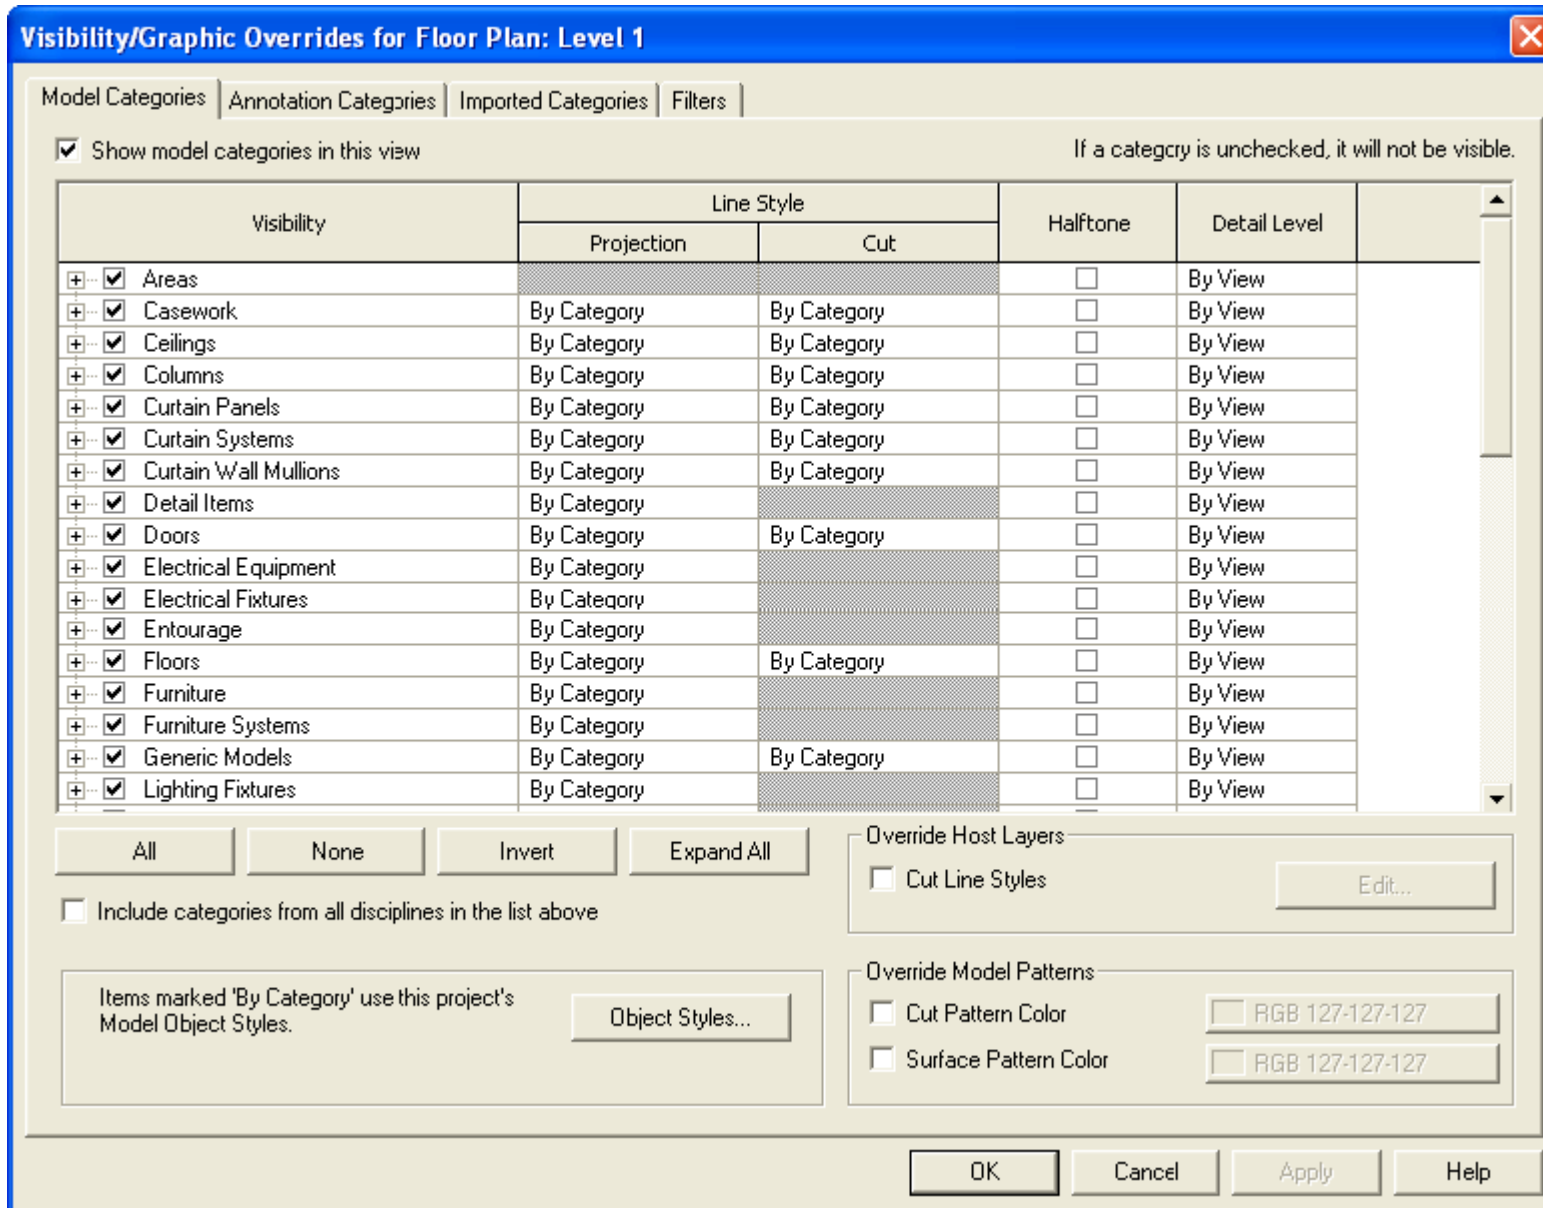 Visibility/Graphic Overrides for Floor Plan: Level 1
Model Categories Annotation Categories Imported Categories Filters
Show model categories in this view If a category is unchecked, it will not be visible.
Visibility Line Style Halftone Detail Level
Projection Cut
Areas By View
Casework By Category By Category By View
Ceilings By Category By Category By View
Columns By Category By Category By View
Curtain Panels By Category By Category By View
Curtain Systems By Category By Category By View
Curtain Wall Mullions By Category By Category By View
Detail Items By Category By View
Doors By Category By Category By View
Electrical Equipment By Category By View
Electrical Fixtures By Category By View
Entourage By Category By View
Floors By Category By Category By View
Furniture By Category By View
Furniture Systems By Category By View
Generic Models By Category By Category By View
Lighting Fixtures By Category By View
All None Invert Expand All
Include categories from all disciplines in the list above
Override Host Layers
Cut Line Styles Edit...
Items marked 'By Category' use this project's
Model Object Styles.
Object Styles...
Override Model Patterns
Cut Pattern Color RGB 127-127-127
Surface Pattern Color RGB 127-127-127
OK Cancel Apply Help